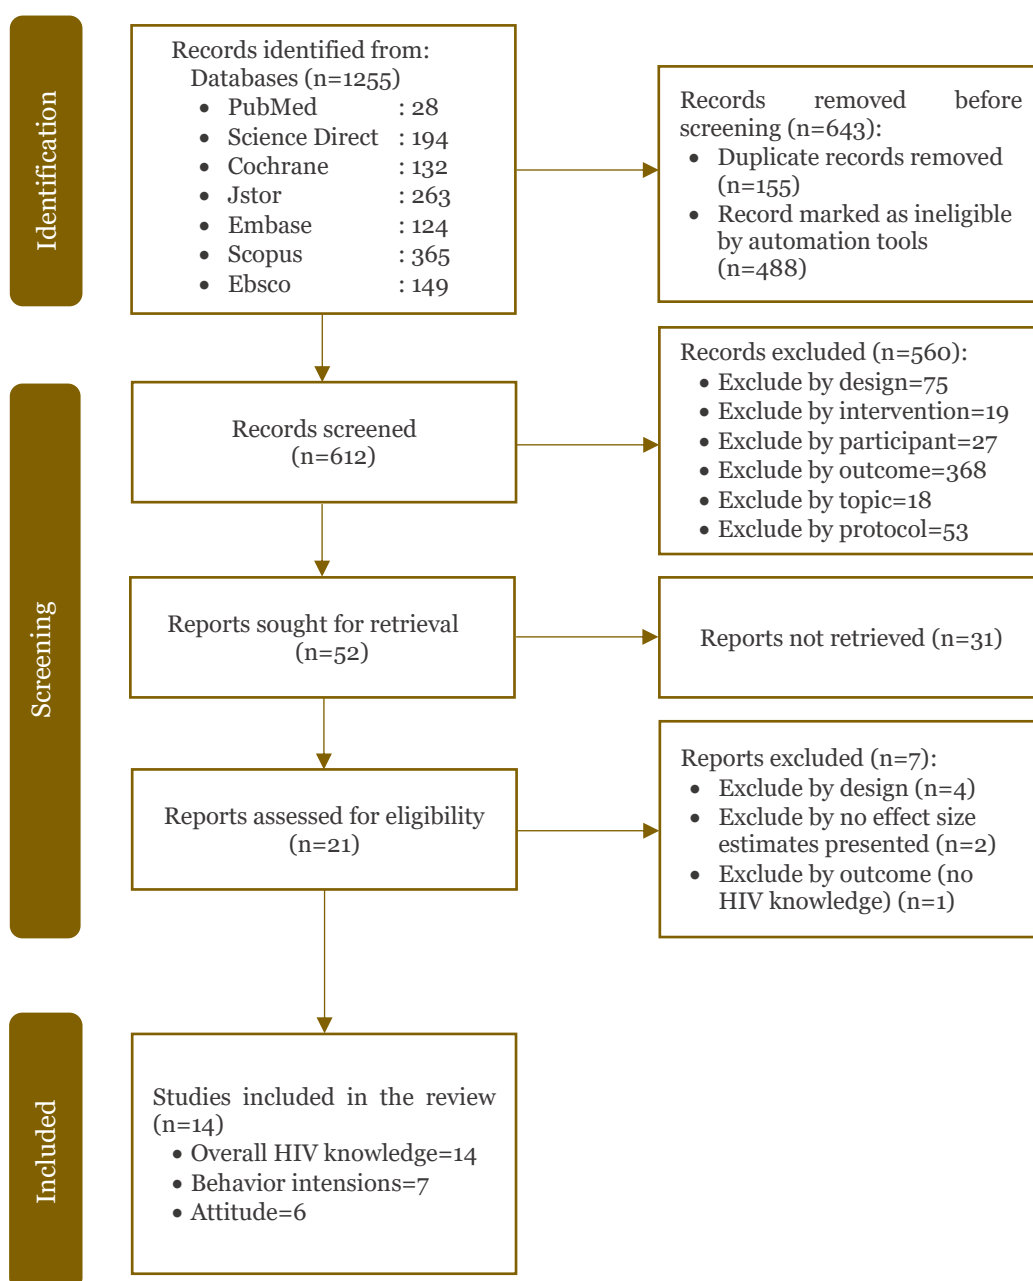 Identification
Records identified from:
Databases (n=1255)
• PubMed : 28
• Science Direct : 194
• Cochrane : 132
• Jstor : 263
• Embase : 124
• Scopus : 365
• Ebsco : 149
Records removed before
screening (n=643):
• Duplicate records removed
(n=155)
• Record marked as ineligible
by automation tools
(n=488)
Screening
Records screened
(n=612)
Records excluded (n=560):
• Exclude by design=75
• Exclude by intervention=19
• Exclude by participant=27
• Exclude by outcome=368
• Exclude by topic=18
• Exclude by protocol=53
Reports sought for retrieval
(n=52)
Reports not retrieved (n=31)
Reports assessed for eligibility
(n=21)
Reports excluded (n=7):
• Exclude by design (n=4)
• Exclude by no effect size
estimates presented (n=2)
• Exclude by outcome (no
HIV knowledge) (n=1)
Included
Studies included in the review
(n=14)
• Overall HIV knowledge=14
• Behavior intensions=7
• Attitude=6